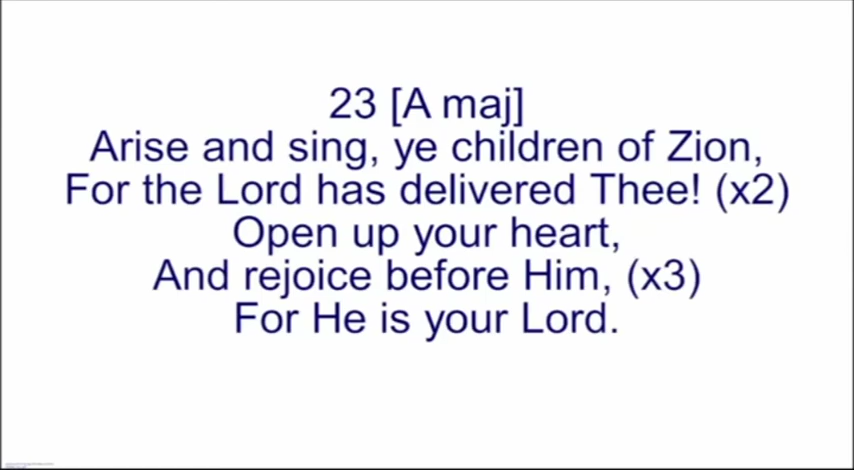 23 [A maj]
Arise and sing, ye children of Zion,
For the Lord has delivered Thee! (x2)
Open up your heart,
And rejoice before Him, (x3)
For He is your Lord.